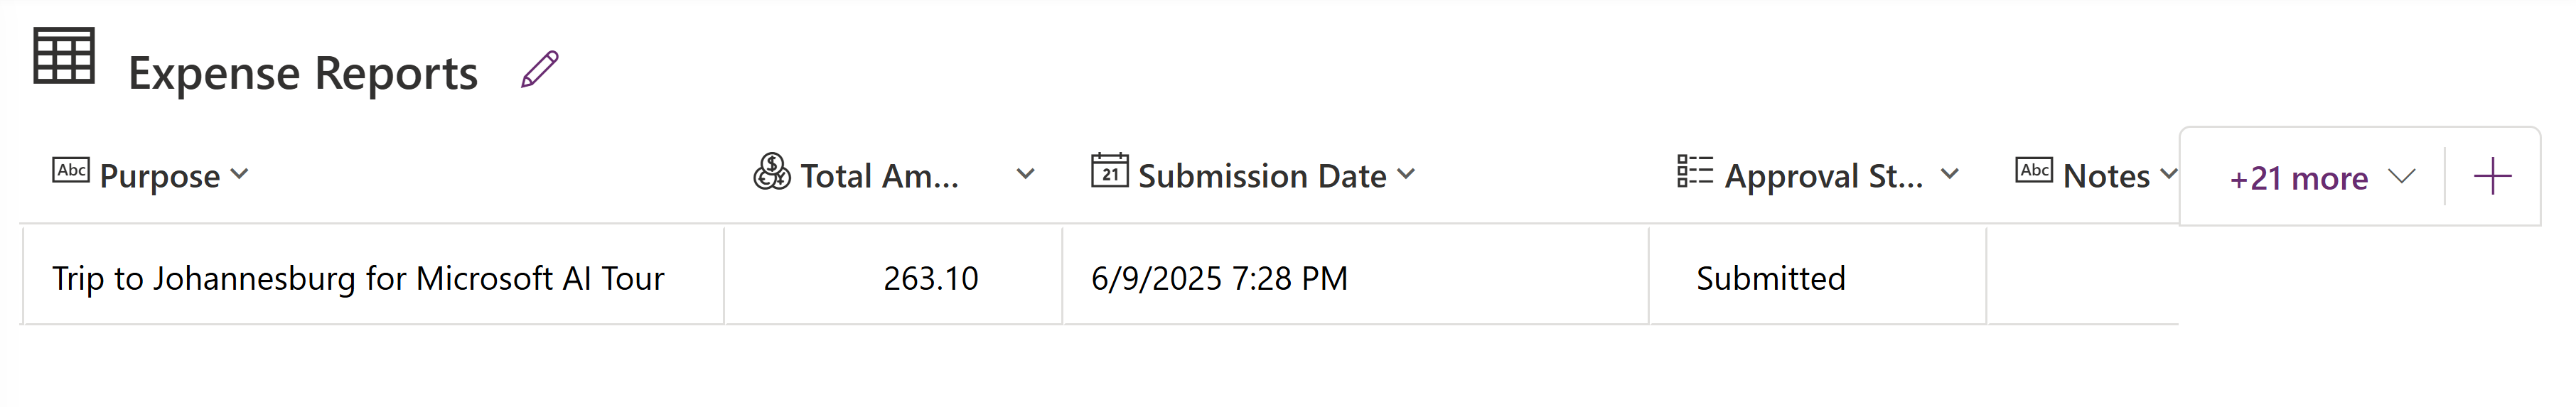 Expense Reports
Abc Purpose Total Am... 21 Submission Date Approval St... Abc Notes +21 more
Trip to Johannesburg for Microsoft AI Tour 263.10 6/9/2025 7:28 PM Submitted